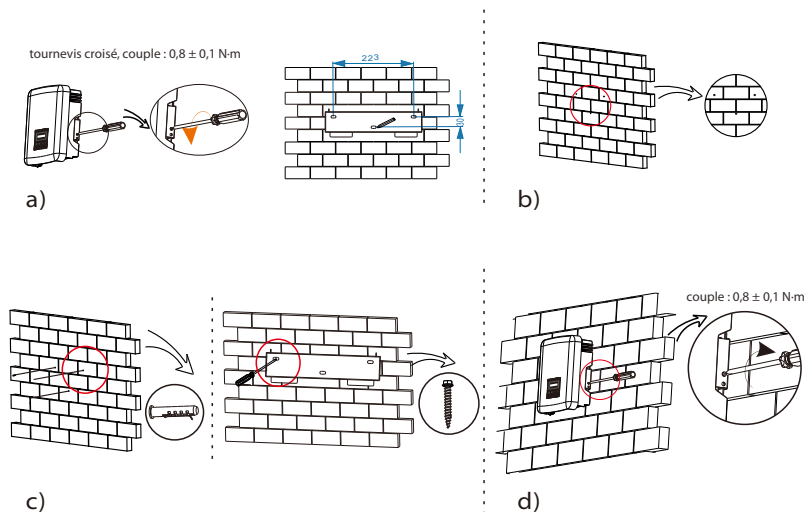 tournevis croisé, couple : 0,8 ± 0,1 N·m
223
30
a)
b)
couple : 0,8 ± 0,1 N·m
c)
d)